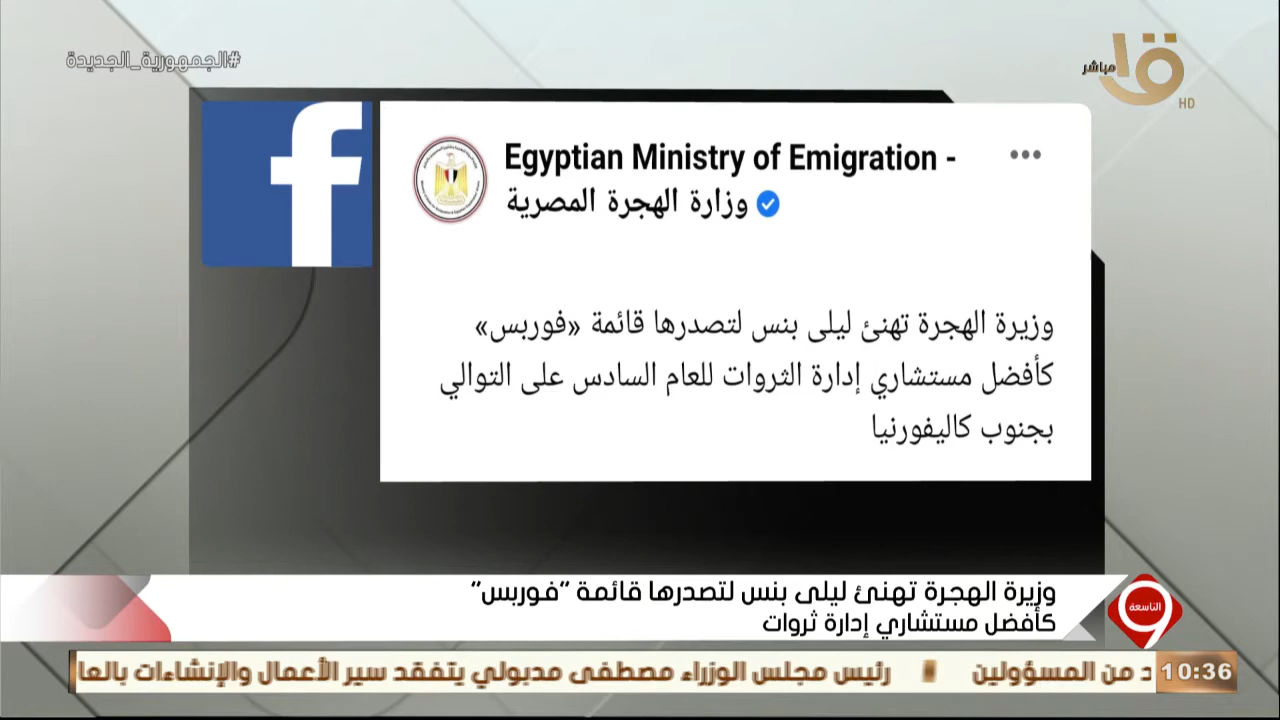 #الجمهورية_الجديدة
مباشر
HD
Egyptian Ministry of Emigration -
وزارة الهجرة المصرية
وزيرة الهجرة تهنئ ليلى بنس لتصدرها قائمة «فوربس»
كأفضل مستشاري إدارة الثروات للعام السادس على التوالي
بجنوب كاليفورنيا
وزيرة الهجرة تهنئ ليلى بنس لتصدرها قائمة "فوربس"
كأفضل مستشاري إدارة ثروات
التاسعة
10:36
د من المسؤولين
رئيس مجلس الوزراء مصطفى مدبولي يتفقد سير الأعمال والإنشاءات بالعا